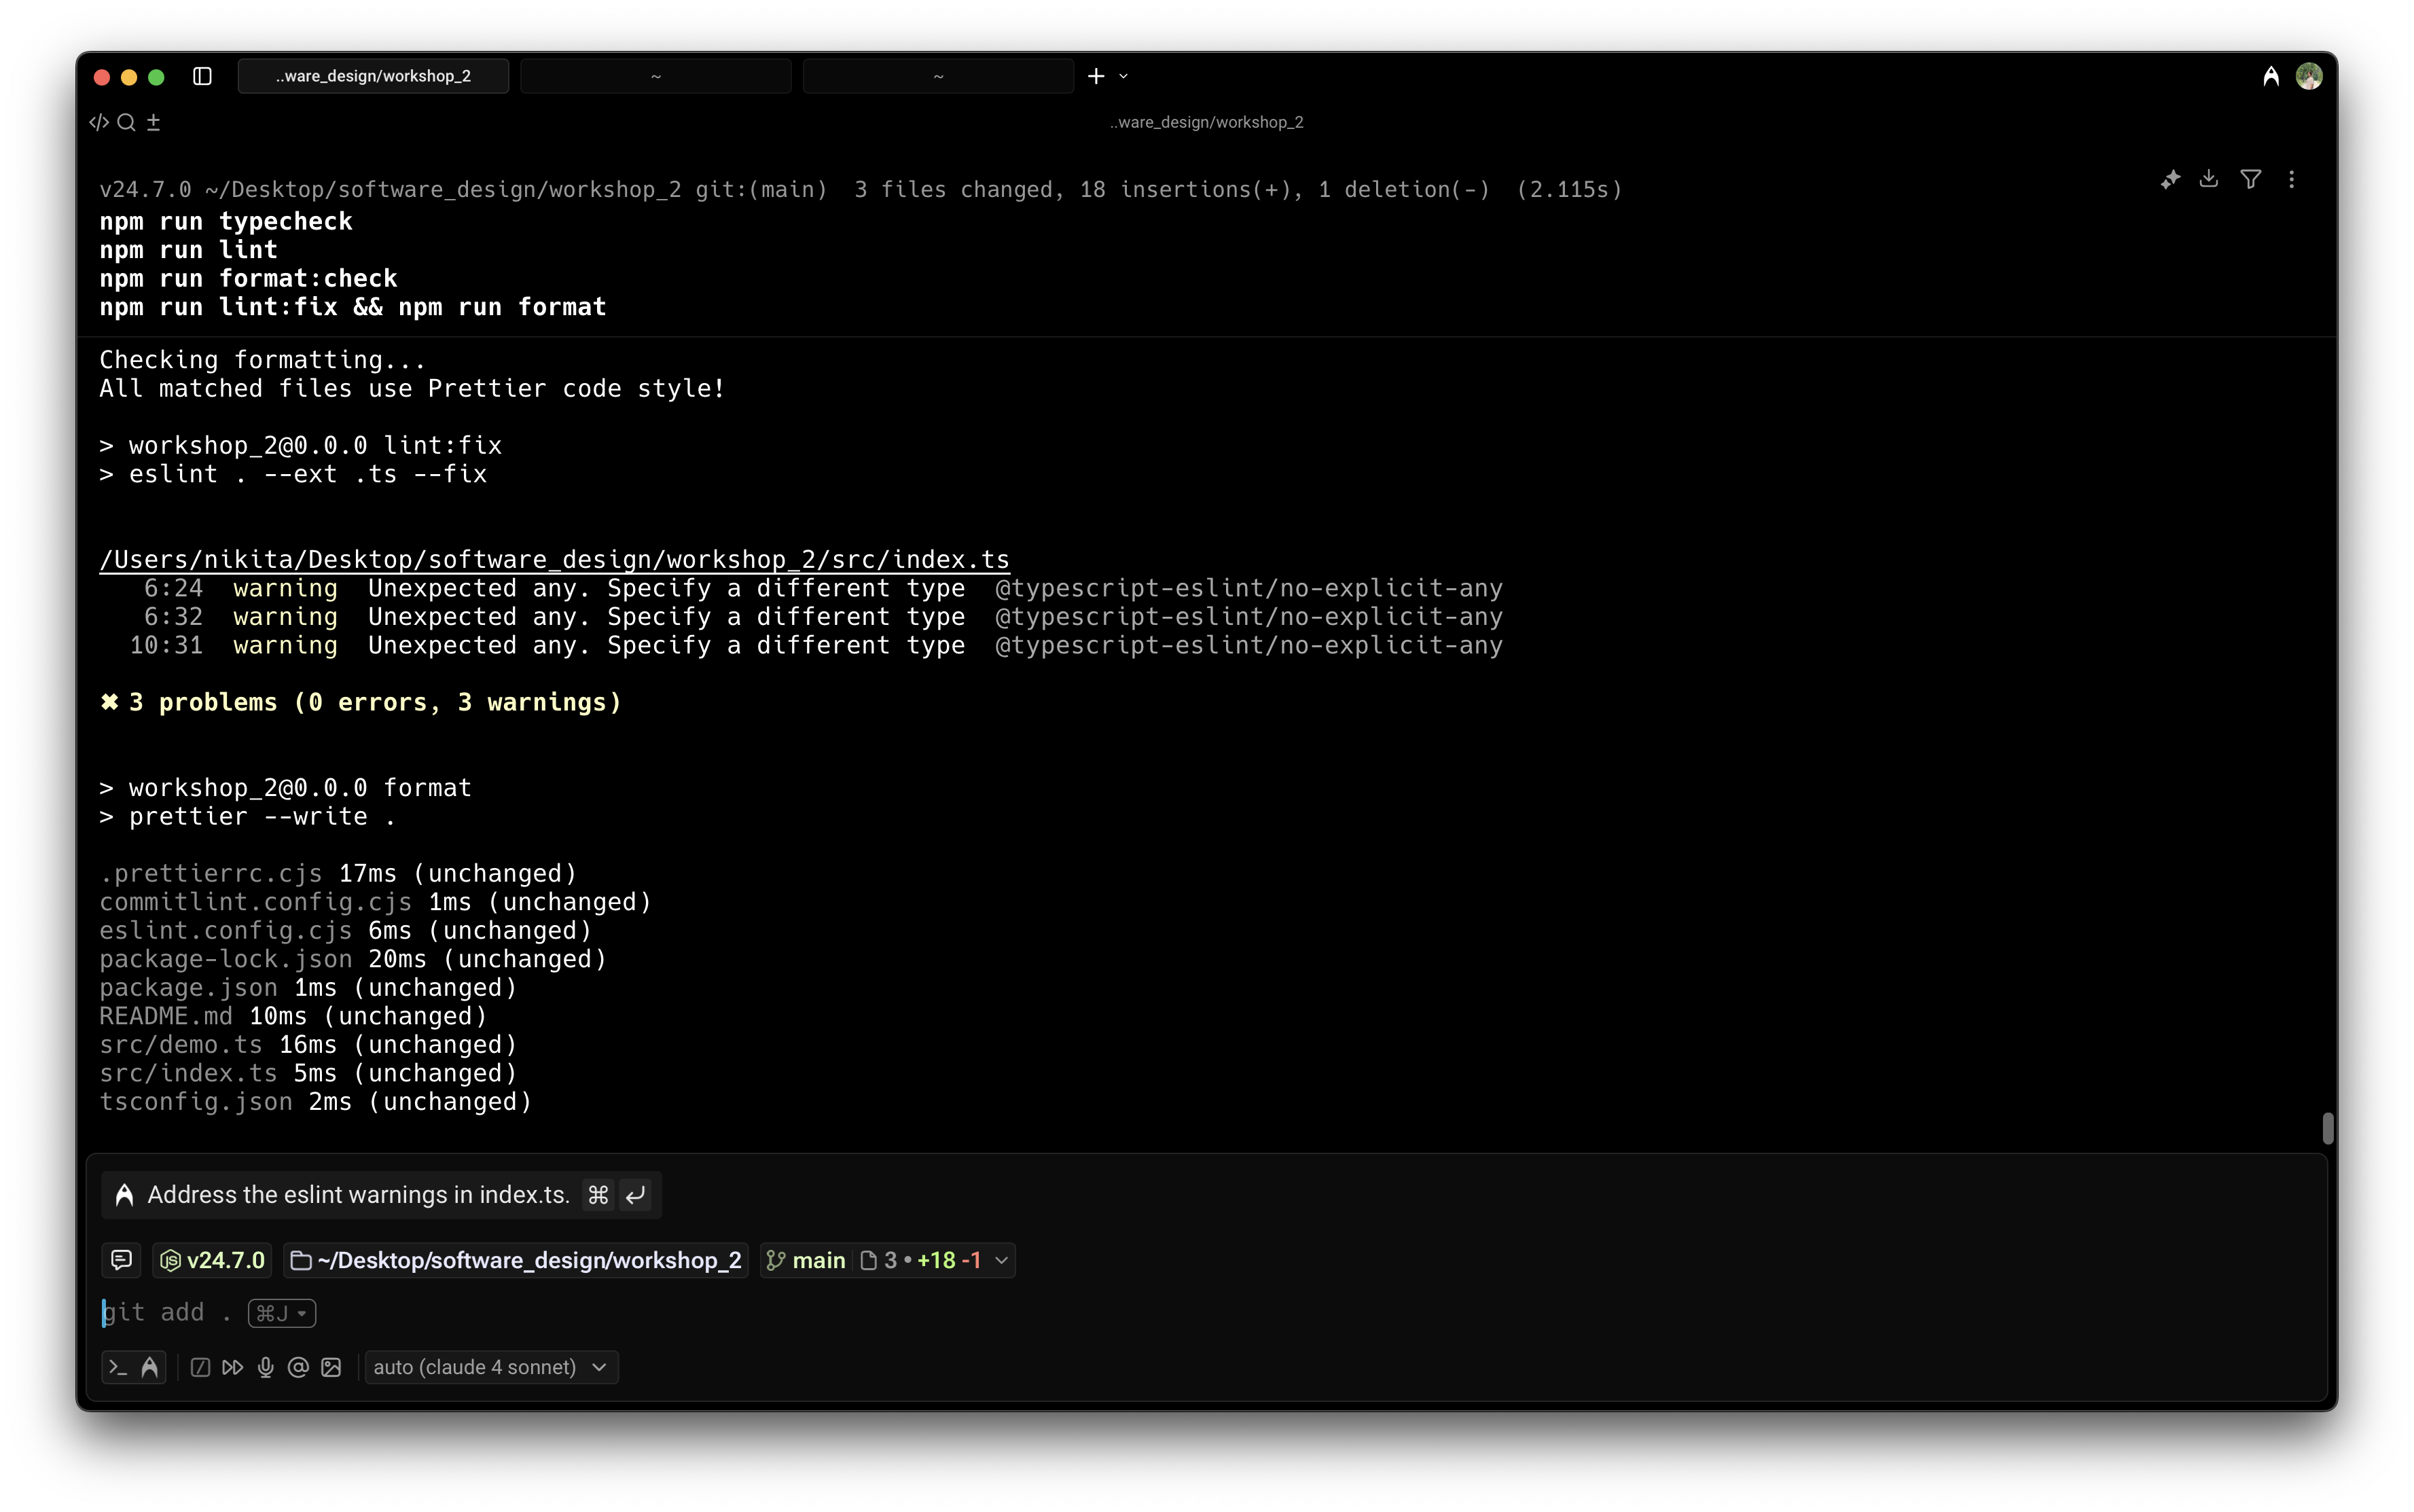 ..ware_design/workshop_2
~
~
..ware_design/workshop_2
v24.7.0 ~/Desktop/software_design/workshop_2 git:(main)  3 files changed, 18 insertions(+), 1 deletion(-)  (2.115s)
npm run typecheck
npm run lint
npm run format:check
npm run lint:fix && npm run format
Checking formatting...
All matched files use Prettier code style!
> workshop_2@0.0.0 lint:fix
> eslint . --ext .ts --fix
/Users/nikita/Desktop/software_design/workshop_2/src/index.ts
6:24  warning  Unexpected any. Specify a different type  @typescript-eslint/no-explicit-any
6:32  warning  Unexpected any. Specify a different type  @typescript-eslint/no-explicit-any
10:31  warning  Unexpected any. Specify a different type  @typescript-eslint/no-explicit-any
✖ 3 problems (0 errors, 3 warnings)
> workshop_2@0.0.0 format
> prettier --write .
.prettierrc.cjs 17ms (unchanged)
commitlint.config.cjs 1ms (unchanged)
eslint.config.cjs 6ms (unchanged)
package-lock.json 20ms (unchanged)
package.json 1ms (unchanged)
README.md 10ms (unchanged)
src/demo.ts 16ms (unchanged)
src/index.ts 5ms (unchanged)
tsconfig.json 2ms (unchanged)
Address the eslint warnings in index.ts. ⌘
v24.7.0 ~/Desktop/software_design/workshop_2 main 3 • +18 -1
git add . ⌘J
auto (claude 4 sonnet)